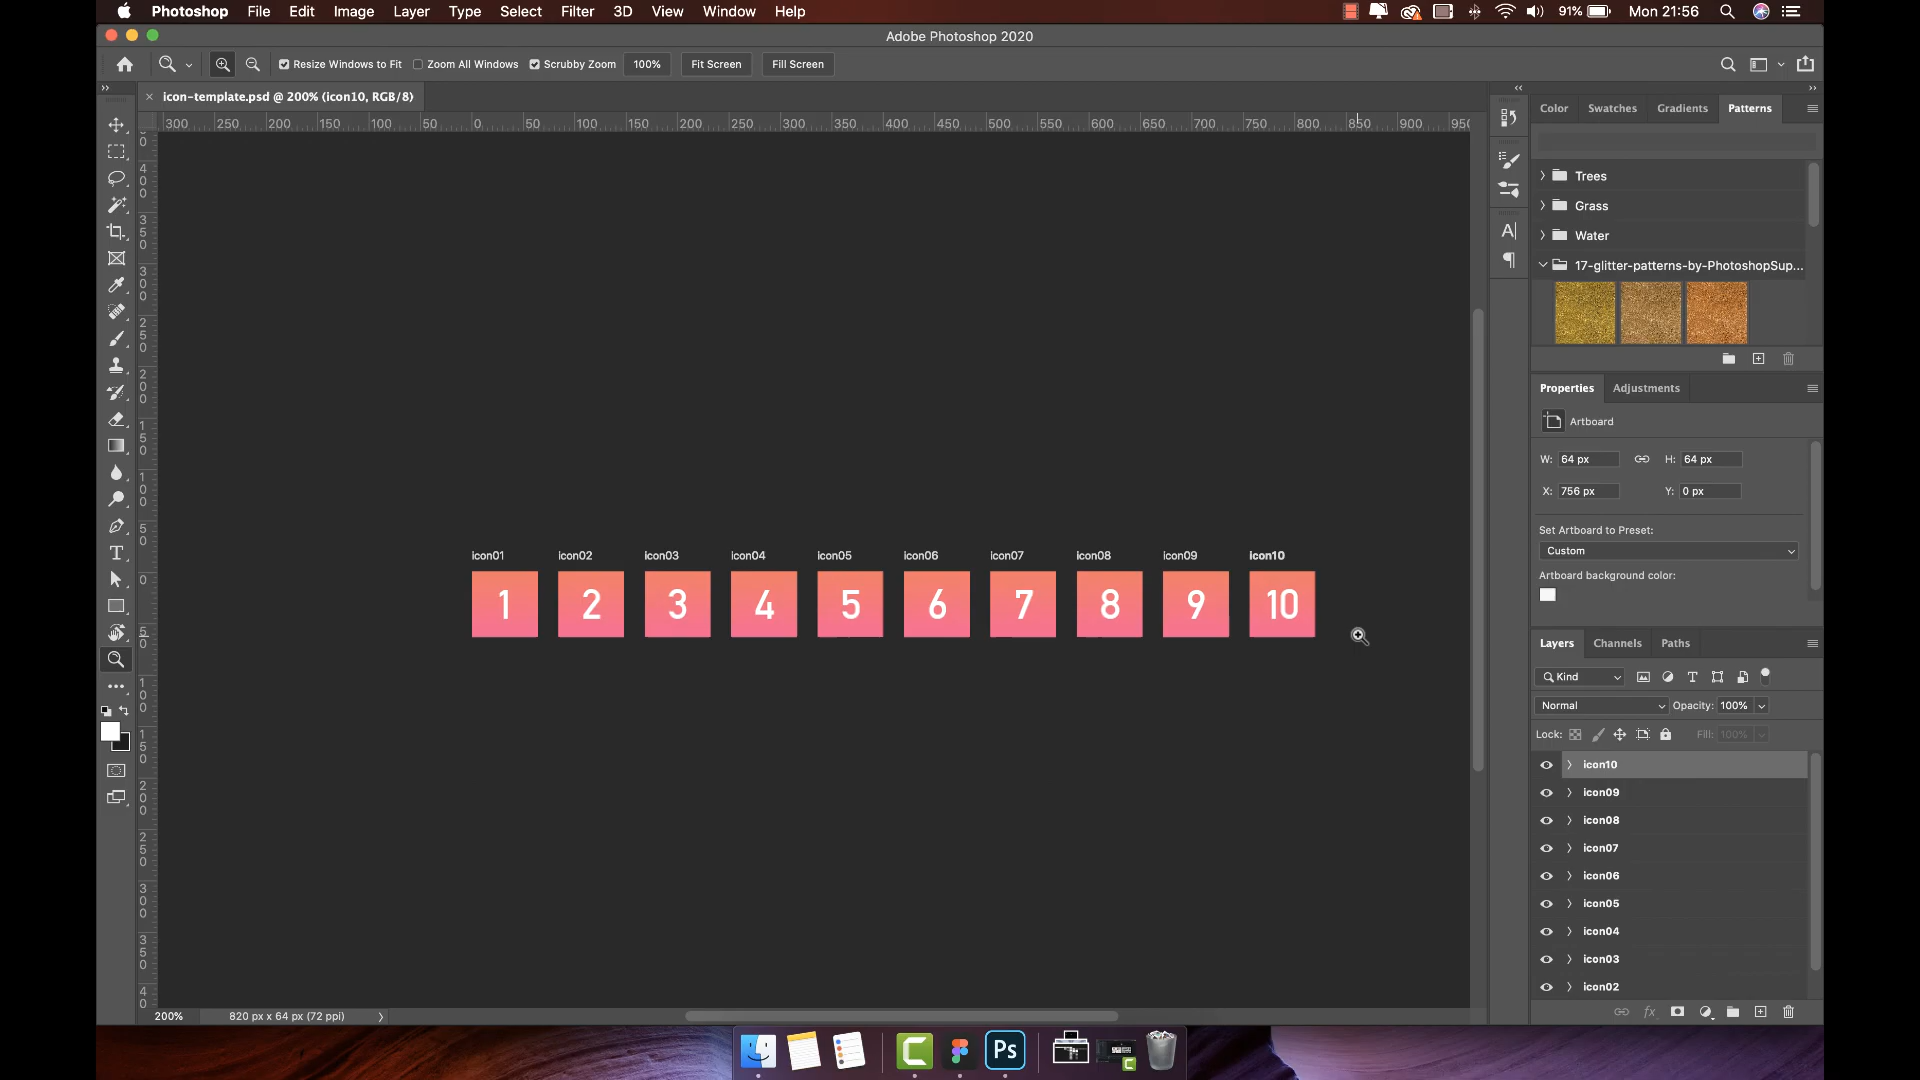 Photoshop File Edit Image Layer Type Select Filter 3D View Window Help 91% Mon 21:56
Adobe Photoshop 2020
Resize Windows to Fit Zoom All Windows Scrubby Zoom 100% Fit Screen Fill Screen
icon-template.psd @ 200% (icon10, RGB/8)
300 250 200 150 100 50 0 50 100 150 200 250 300 350 400 450 500 550 600 650 700 750 800 850 900
Color Swatches Gradients Patterns
Trees
Grass
Water
17-glitter-patterns-by-PhotoshopSup...
Properties Adjustments
Artboard
W: 64 px H: 64 px
X: 756 px Y: 0 px
Set Artboard to Preset:
Custom
Artboard background color:
icon01 icon02 icon03 icon04 icon05 icon06 icon07 icon08 icon09 icon10
1 2 3 4 5 6 7 8 9 10
Layers Channels Paths
Kind
Normal Opacity: 100%
Lock: Fill: 100%
icon10
icon09
icon08
icon07
icon06
icon05
icon04
icon03
icon02
200% 820 px x 64 px (72 ppi)
Ps